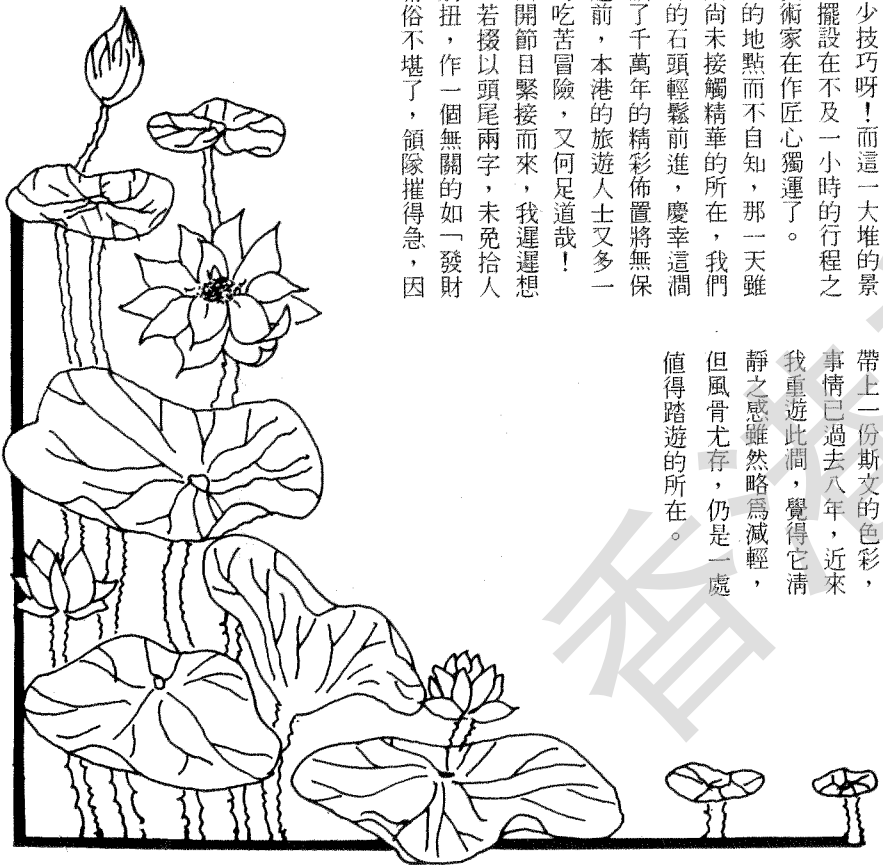 少技巧呀！而這一大堆的景
擺設在不及一小時的行程之
術家在作匠心獨運了。
的地點而不自知，那一天雖
尚未接觸精華的所在，我們
的石頭輕鬆前進，慶幸這澗
了千萬年的精彩佈置將無保
前，本港的旅遊人士又多一
吃苦冒險，又何足道哉！
開節目緊接而來，我遲遲想
若掇以頭尾兩字，未免拾人
扭，作一個無關的如「發財
俗不堪了，領隊摧得急，因
帶上一份斯文的色彩，
事情已過去八年，近來
我重遊此澗，覺得它清
靜之感雖然略爲減輕，
但風骨尤存，仍是一處
值得踏遊的所在。
香港